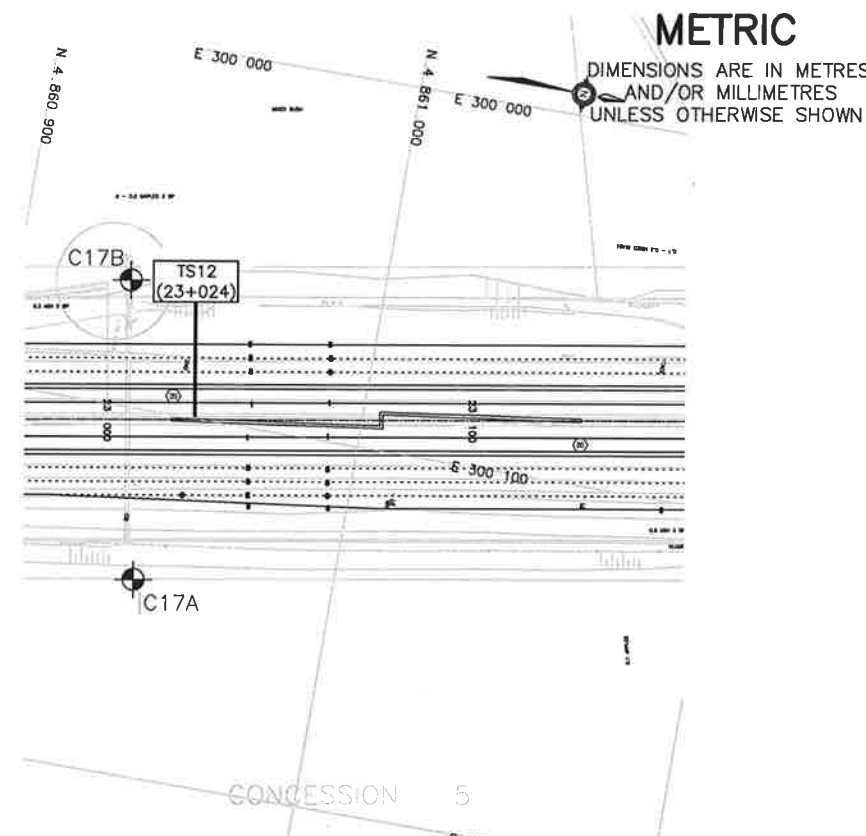 METRIC
DIMENSIONS ARE IN METRES
AND/OR MILLIMETRES
UNLESS OTHERWISE SHOWN
E 300 000
N 4 860 900
N 4 861 000
E 300 000
C17B
TS12
(23+024)
23 000
23 100
E 300 100
C17A
CONCESSION 5